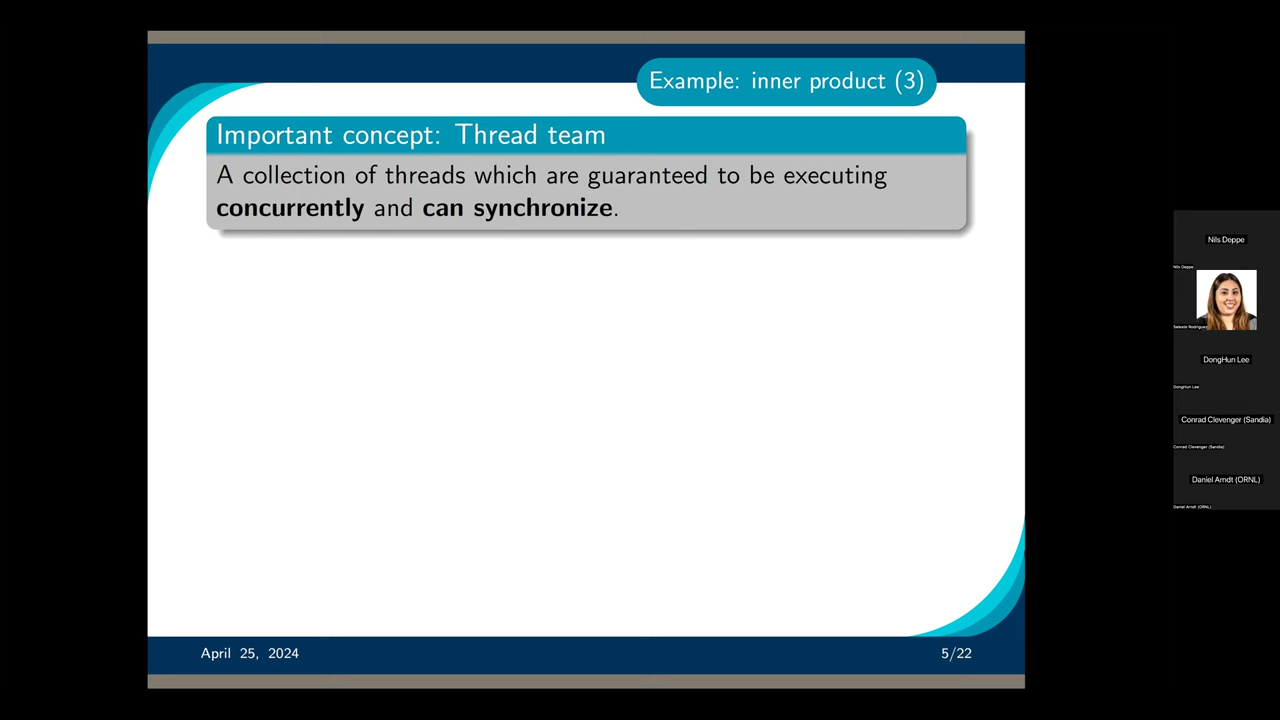 Example: inner product (3)
Important concept: Thread team
A collection of threads which are guaranteed to be executing
concurrently and can synchronize.
April 25, 2024
5/22
Nils Deppe
Nils Deppe
DongHun Lee
DongHun Lee
Conrad Clevenger (Sandia)
Conrad Clevenger (Sandia)
Daniel Arndt (ORNL)
Daniel Arndt (ORNL)